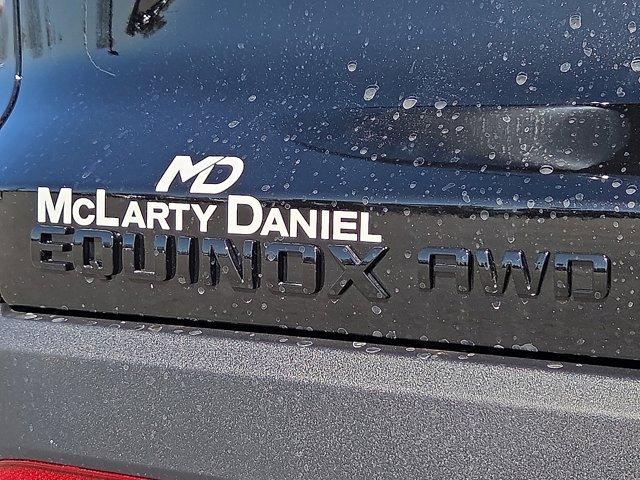 MD
McLARTY DANIEL
EQUINOX AWD